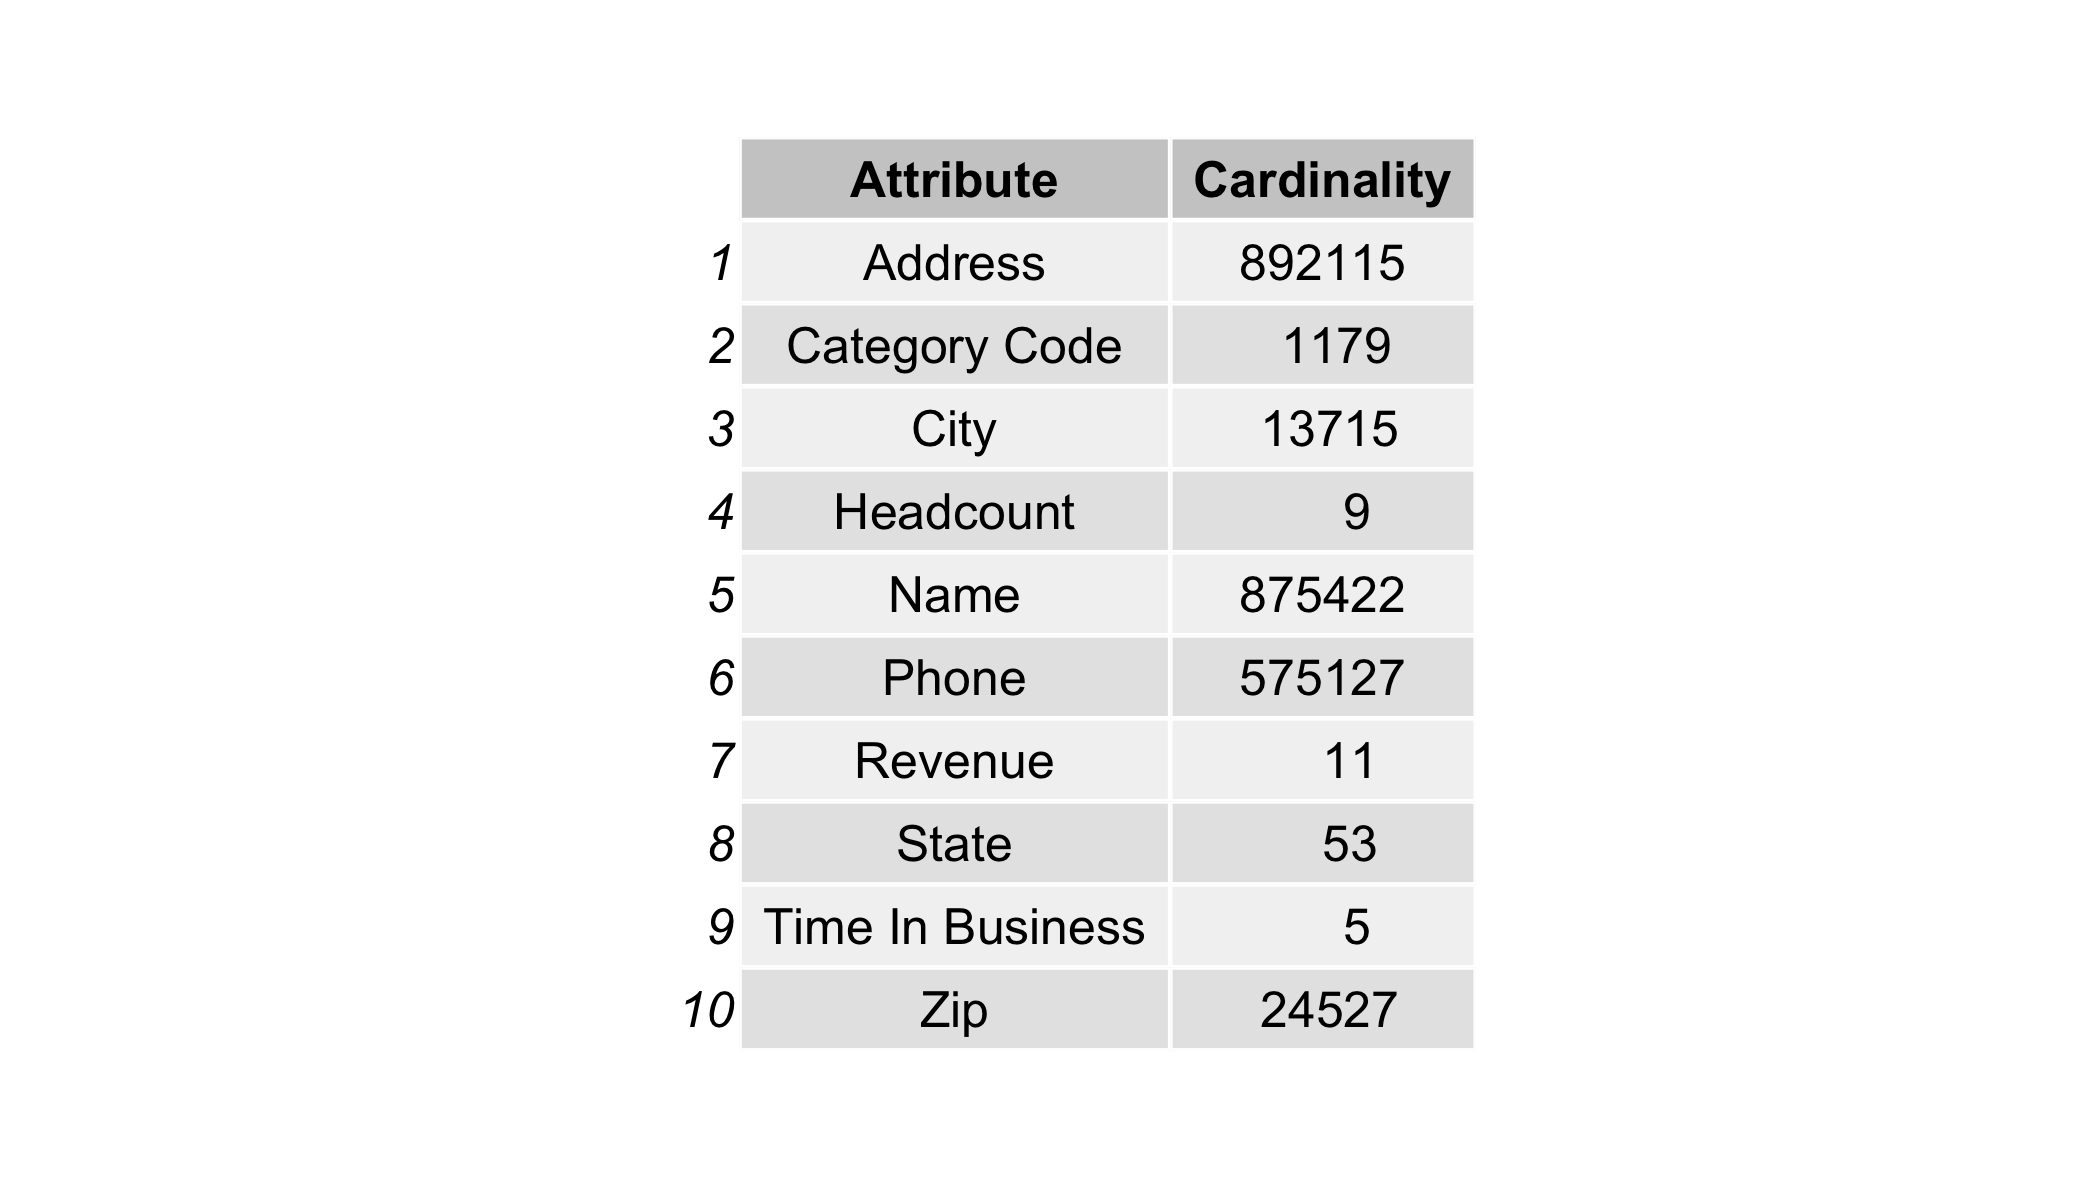 Attribute Cardinality
1 Address 892115
2 Category Code 1179
3 City 13715
4 Headcount 9
5 Name 875422
6 Phone 575127
7 Revenue 11
8 State 53
9 Time In Business 5
10 Zip 24527